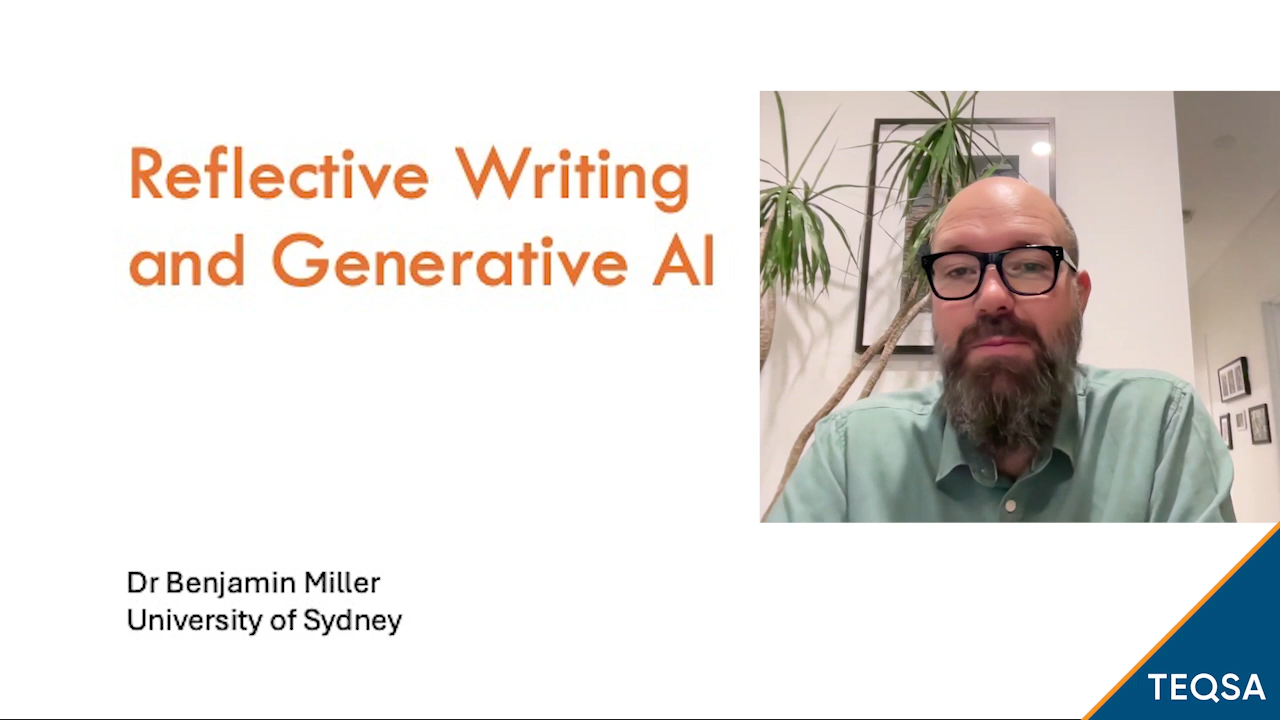 Reflective Writing
and Generative AI
Dr Benjamin Miller
University of Sydney
TEQSA